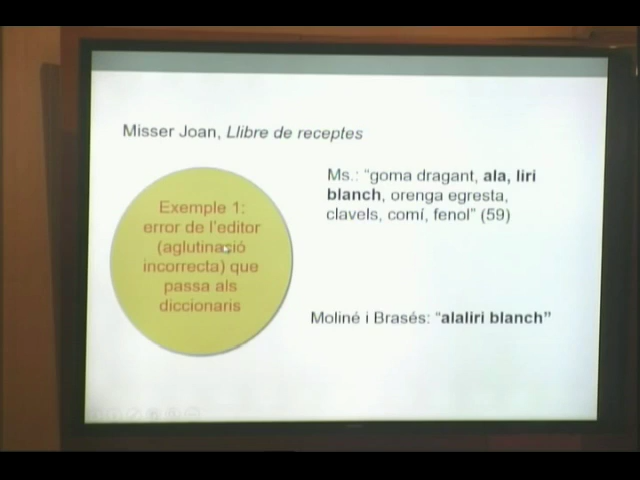 Misser Joan, Llibre de receptes
Exemple 1:
error de l'editor
(aglutinació
incorrecta) que
passa als
diccionaris
Ms.: "goma dragant, ala, liri
blanch, orenga egresta,
clavels, comí, fenol" (59)
Moliné i Brasés: "alaliri blanch"